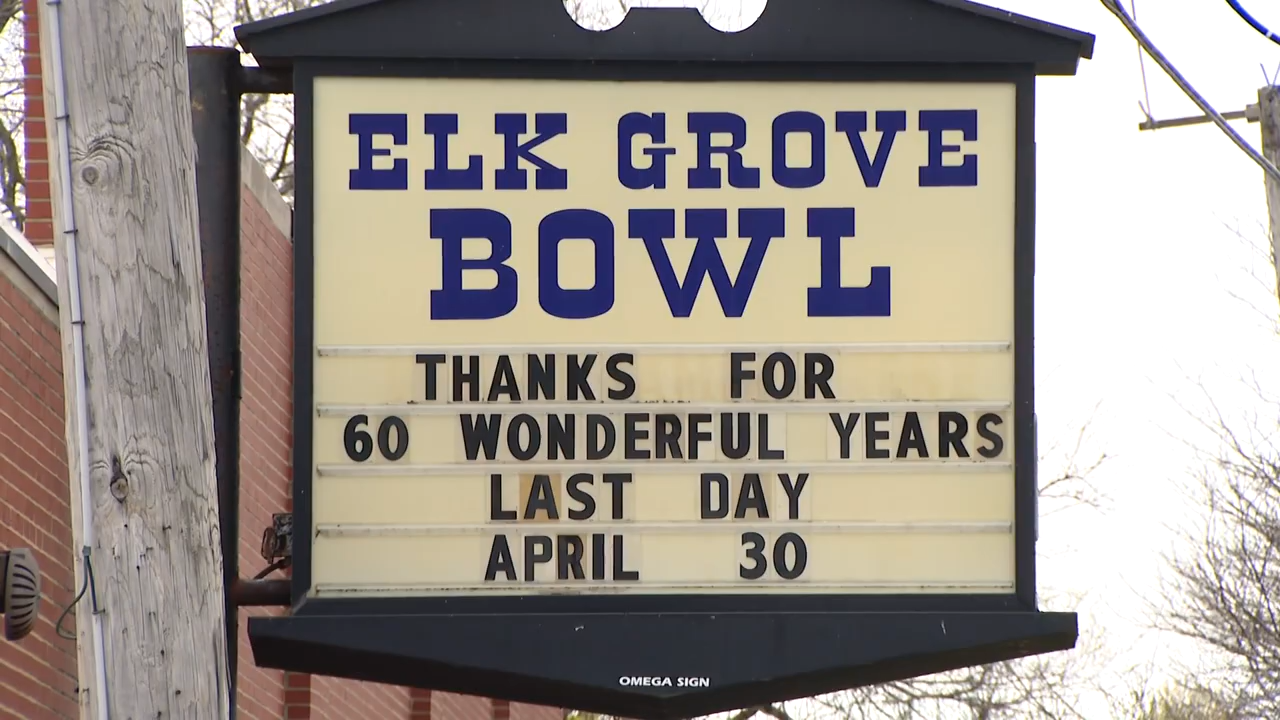 ELK GROVE
BOWL
THANKS FOR
60 WONDERFUL YEARS
LAST DAY
APRIL 30
OMEGA SIGN